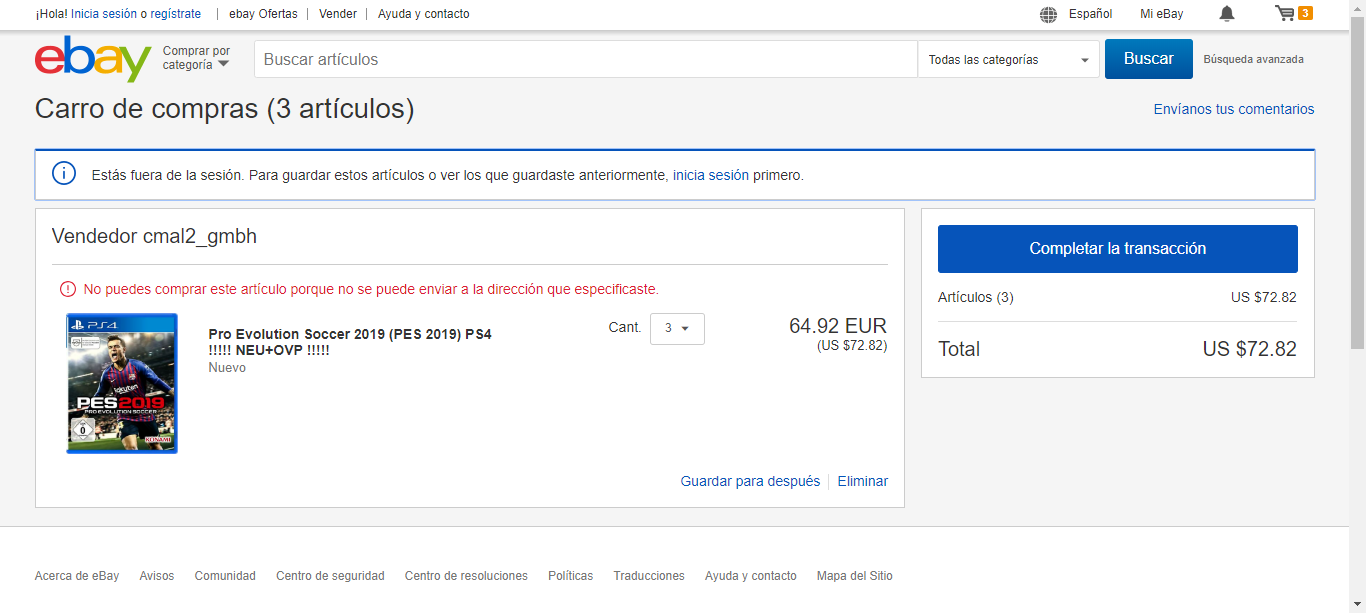 ¡Hola! Inicia sesión o regístrate | ebay Ofertas | Vender | Ayuda y contacto Español Mi eBay 3
ebay Comprar por categoría Buscar artículos Todas las categorías Buscar Búsqueda avanzada
Carro de compras (3 artículos) Envíanos tus comentarios
Estás fuera de la sesión. Para guardar estos artículos o ver los que guardaste anteriormente, inicia sesión primero.
Vendedor cmal2_gmbh
No puedes comprar este artículo porque no se puede enviar a la dirección que especificaste.
PS4
Rakuten
PES2019
PRO EVOLUTION SOCCER
0
KONAMI
Pro Evolution Soccer 2019 (PES 2019) PS4
!!!!! NEU+OVP !!!!!
Nuevo
Cant. 3
64.92 EUR
(US $72.82)
Guardar para después | Eliminar
Completar la transacción
Artículos (3) US $72.82
Total US $72.82
Acerca de eBay Avisos Comunidad Centro de seguridad Centro de resoluciones Políticas Traducciones Ayuda y contacto Mapa del Sitio